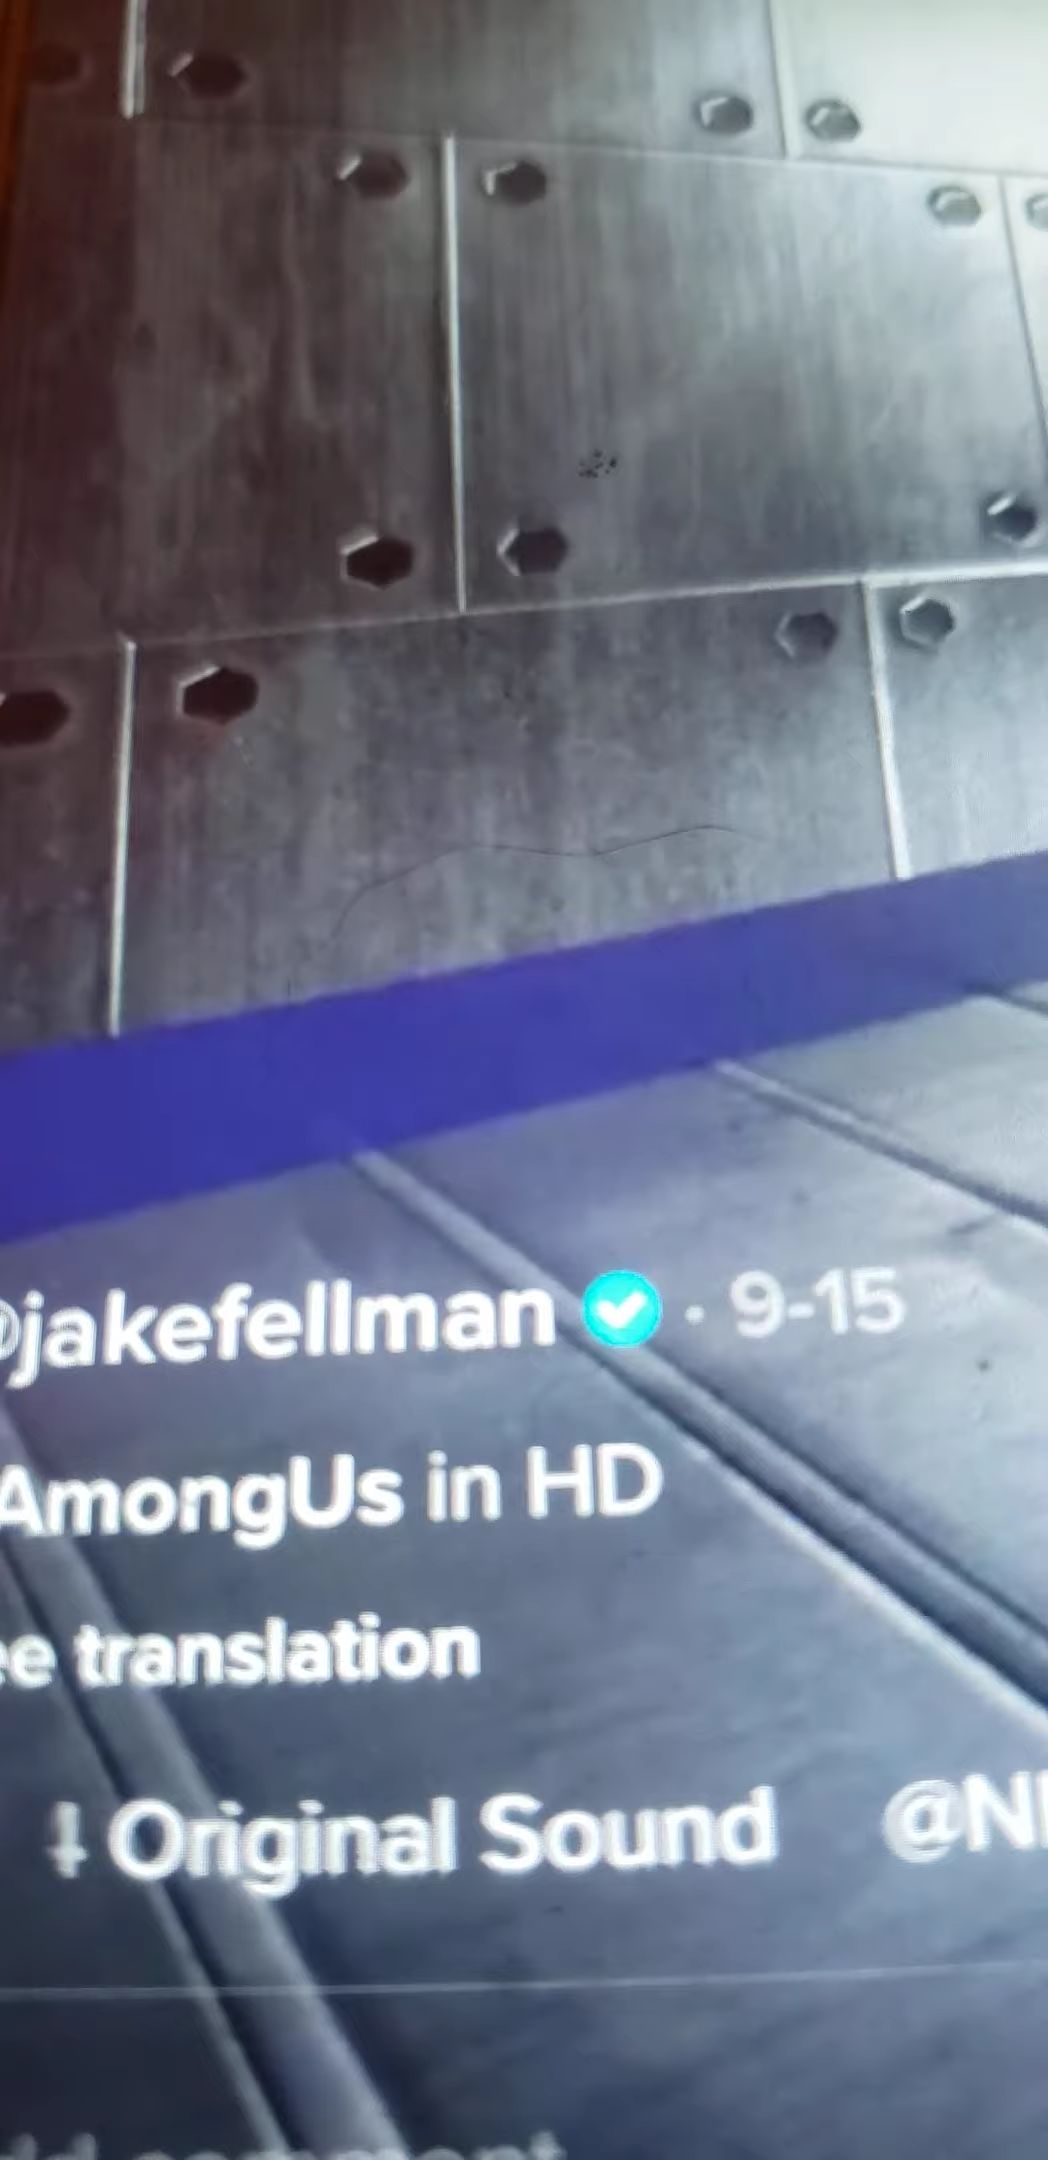 @jakefellman · 9-15
AmongUs in HD
translation
Original Sound